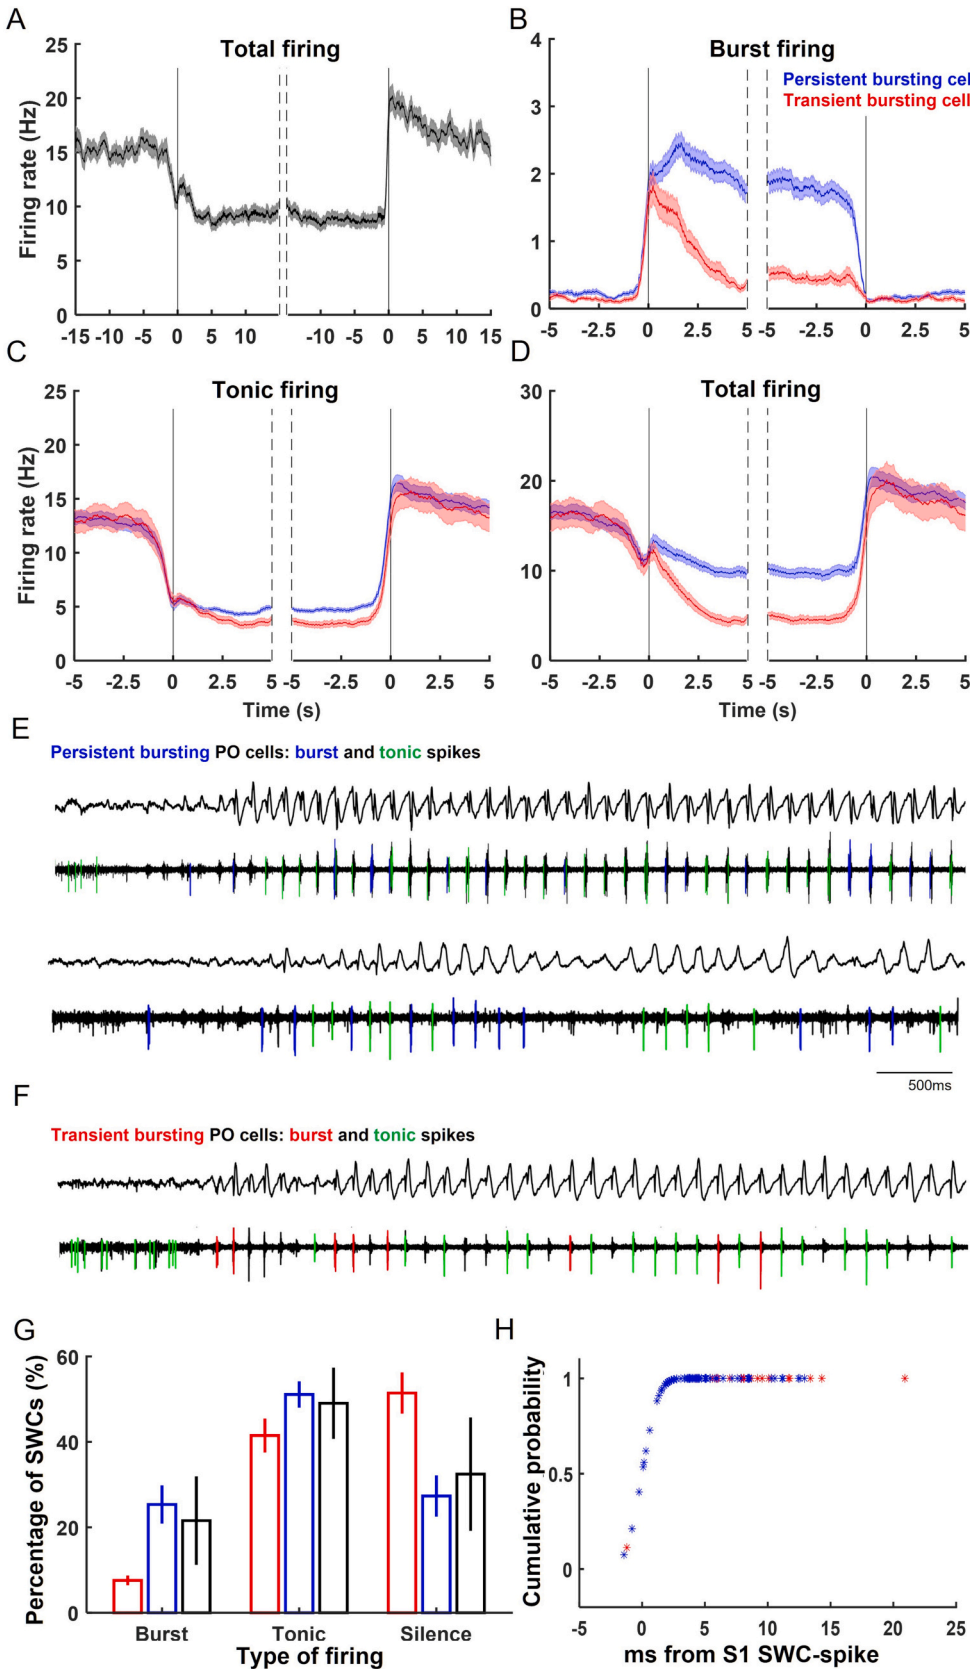 A
Total firing
Firing rate (Hz)
25
20
15
10
5
0
-15 -10 -5 0 5 10 -10 -5 0 5 10 15
B
Burst firing
Persistent bursting cel
Transient bursting cell
4
3
2
1
0
-5 -2.5 0 2.5 5 -5 -2.5 0 2.5 5
C
Tonic firing
Firing rate (Hz)
25
20
15
10
5
0
-5 -2.5 0 2.5 5 -5 -2.5 0 2.5 5
Time (s)
D
Total firing
30
20
10
0
-5 -2.5 0 2.5 5 -5 -2.5 0 2.5 5
Time (s)
E
Persistent bursting PO cells: burst and tonic spikes
500ms
F
Transient bursting PO cells: burst and tonic spikes
G
Percentage of SWCs (%)
60
40
20
0
Burst Tonic Silence
Type of firing
H
Cumulative probability
1
0.5
0
-5 0 5 10 15 20 25
ms from S1 SWC-spike